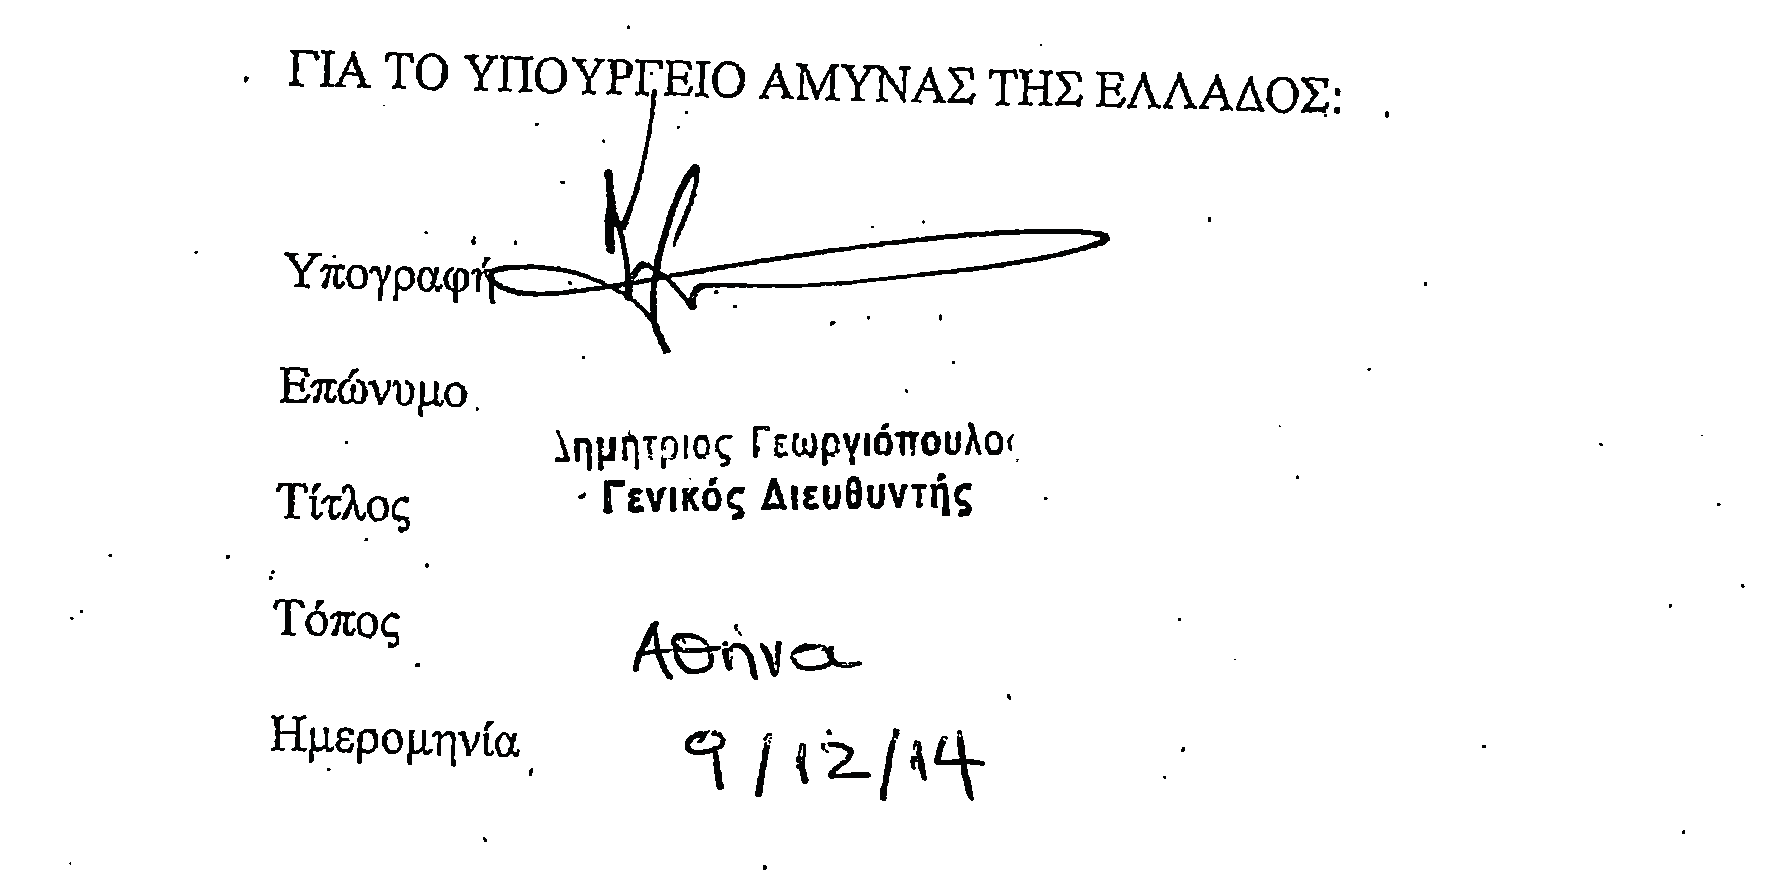 ΓΙΑ ΤΟ ΥΠΟΥΡΓΕΙΟ ΑΜΥΝΑΣ ΤΗΣ ΕΛΛΑΔΟΣ:
Υπογραφή
Επώνυμο
Δημήτριος Γεωργιόπουλος
Τίτλος Γενικός Διευθυντής
Τόπος Αθήνα
Ημερομηνία 9/12/14